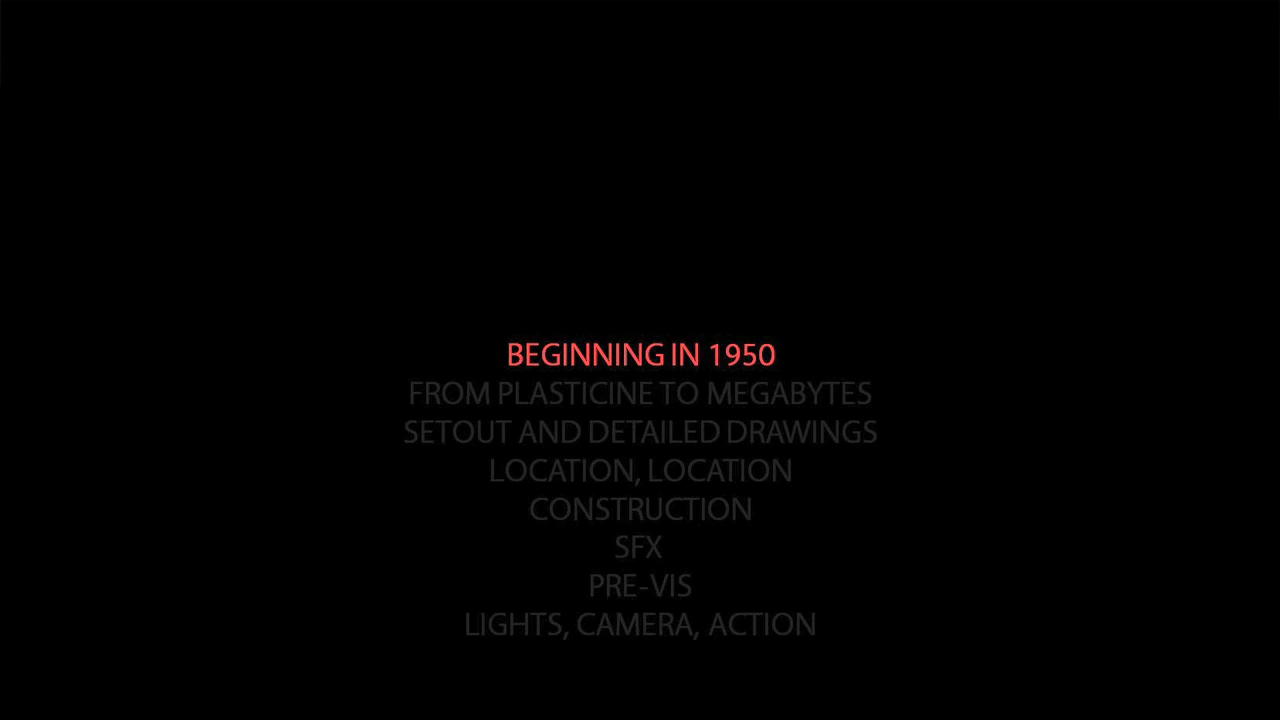 BEGINNING IN 1950
FROM PLASTICINE TO MEGABYTES
SETOUT AND DETAILED DRAWINGS
LOCATION, LOCATION
CONSTRUCTION
SFX
PRE-VIS
LIGHTS, CAMERA, ACTION